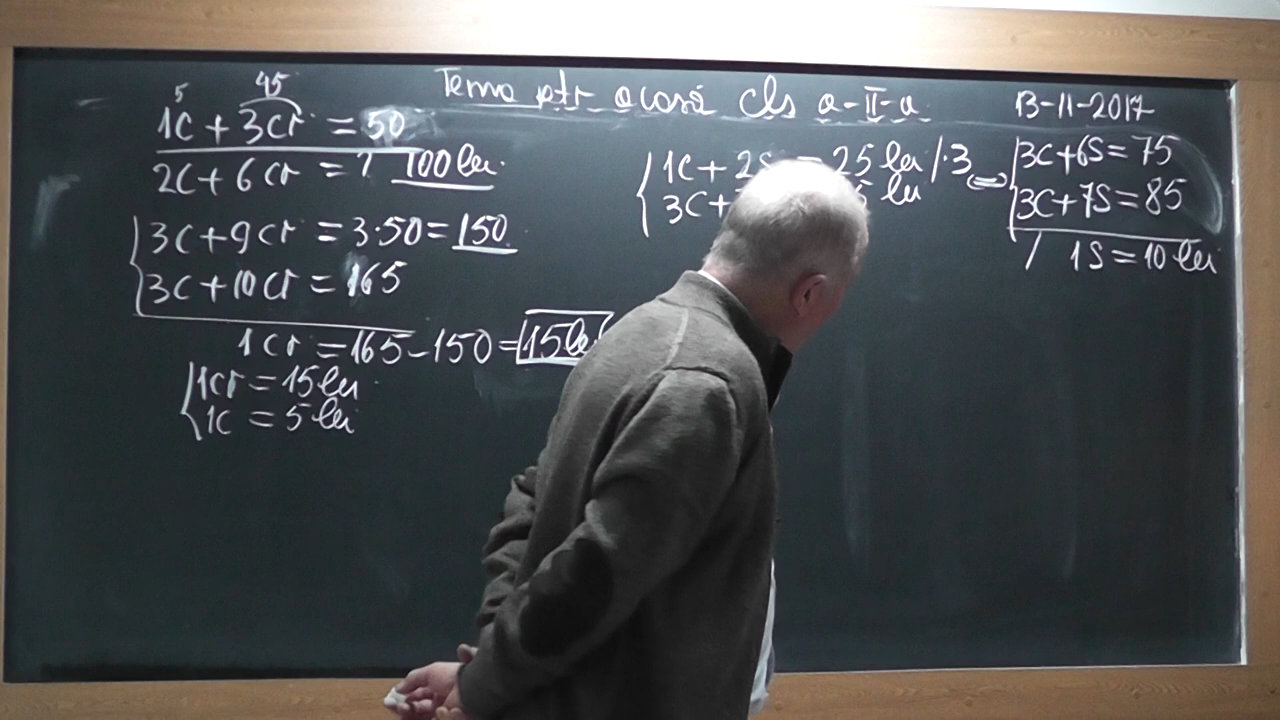 Tema ptr acasă cls a-II-a
13-11-2017
5 45
1c + 3cr = 50
2c + 6cr = ? 100 lei
3c + 9cr = 3·50 = 150
3c + 10cr = 165
1cr = 165 - 150 = 15 lei
1cr = 15 lei
1c = 5 lei
1c + 2s = 25 lei / ·3 ⇔
3c + lei
3c + 6s = 75
3c + 7s = 85
/ 1s = 10 lei